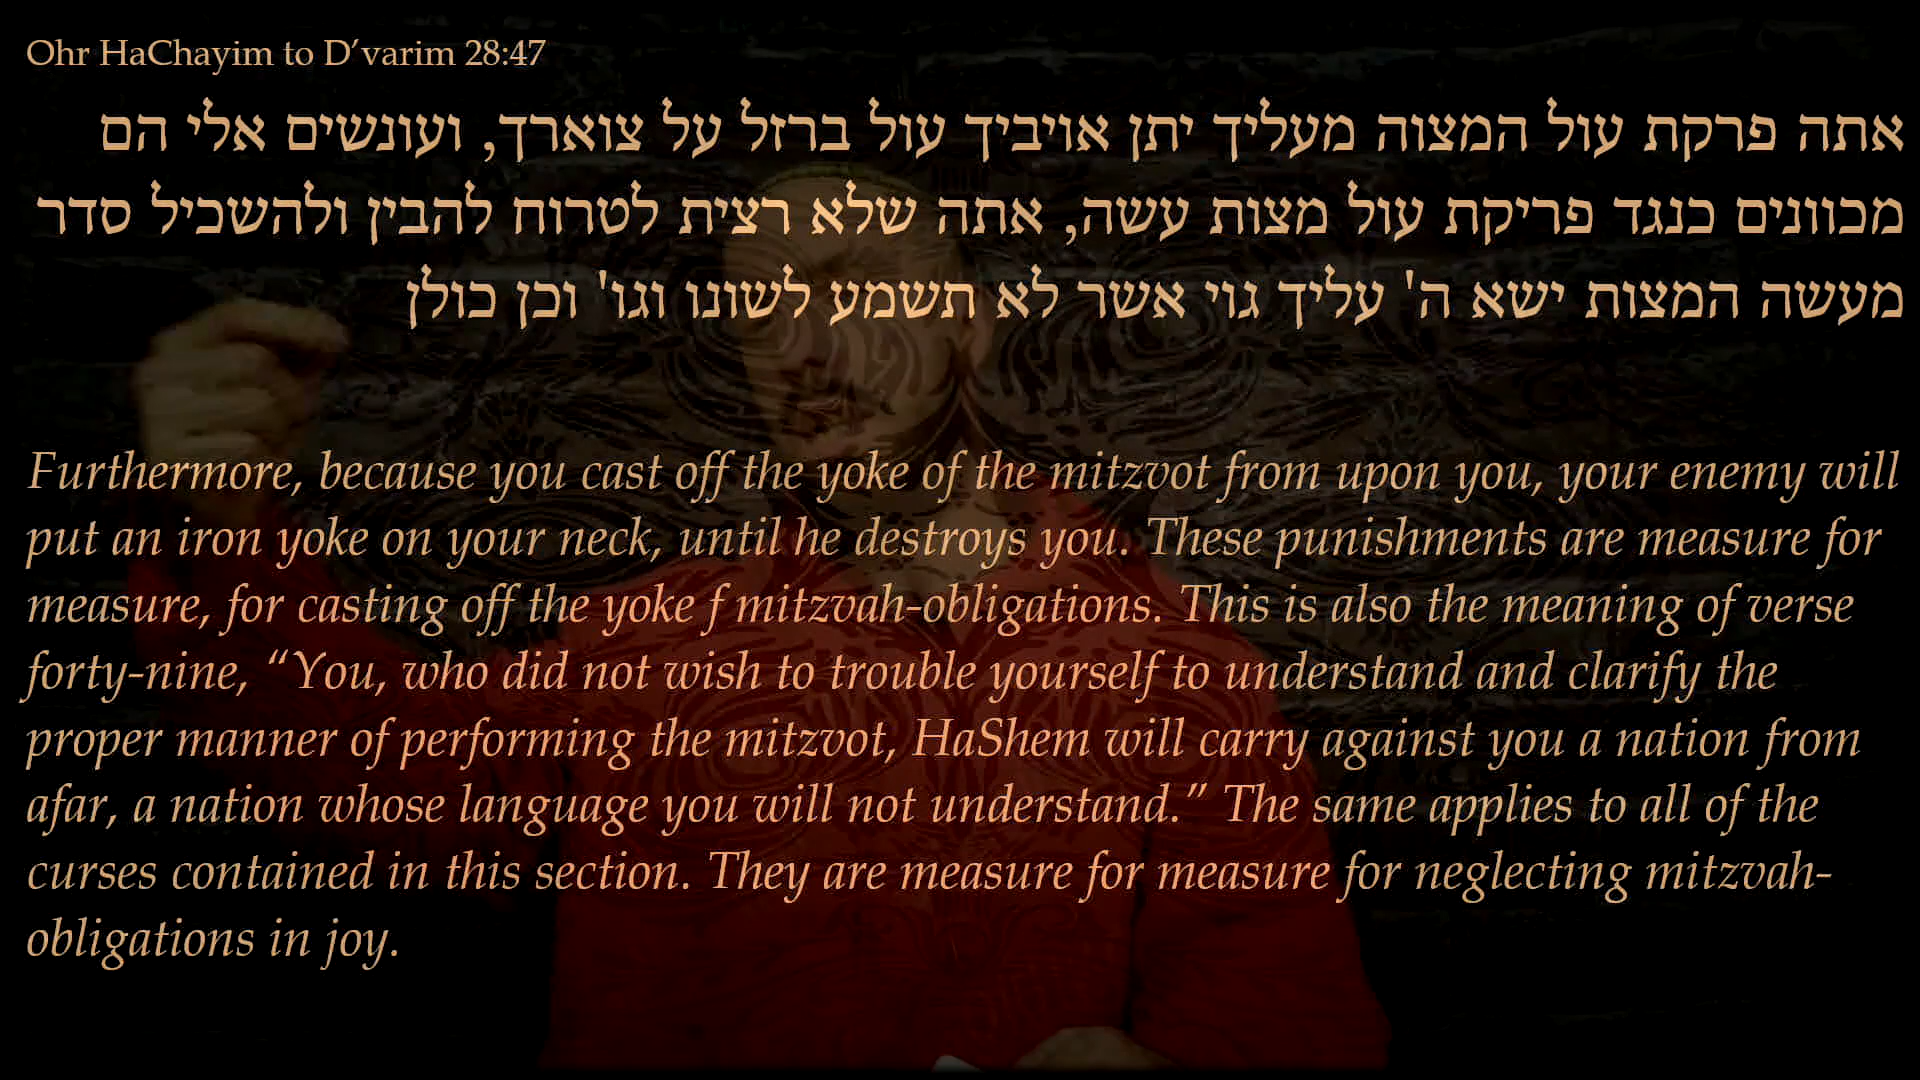 Ohr HaChayim to D’varim 28:47
אתה פרקת עול המצוה מעליך יתן אויביך עול ברזל על צוארך, ועונשים אלי הם
מכוונים כנגד פריקת עול מצות עשה, אתה שלא רצית לטרוח להבין ולהשכיל סדר
מעשה המצות ישא ה' עליך גוי אשר לא תשמע לשונו וגו' וכן כולן
Furthermore, because you cast off the yoke of the mitzvot from upon you, your enemy will
put an iron yoke on your neck, until he destroys you. These punishments are measure for
measure, for casting off the yoke f mitzvah-obligations. This is also the meaning of verse
forty-nine, “You, who did not wish to trouble yourself to understand and clarify the
proper manner of performing the mitzvot, HaShem will carry against you a nation from
afar, a nation whose language you will not understand.” The same applies to all of the
curses contained in this section. They are measure for measure for neglecting mitzvah-
obligations in joy.